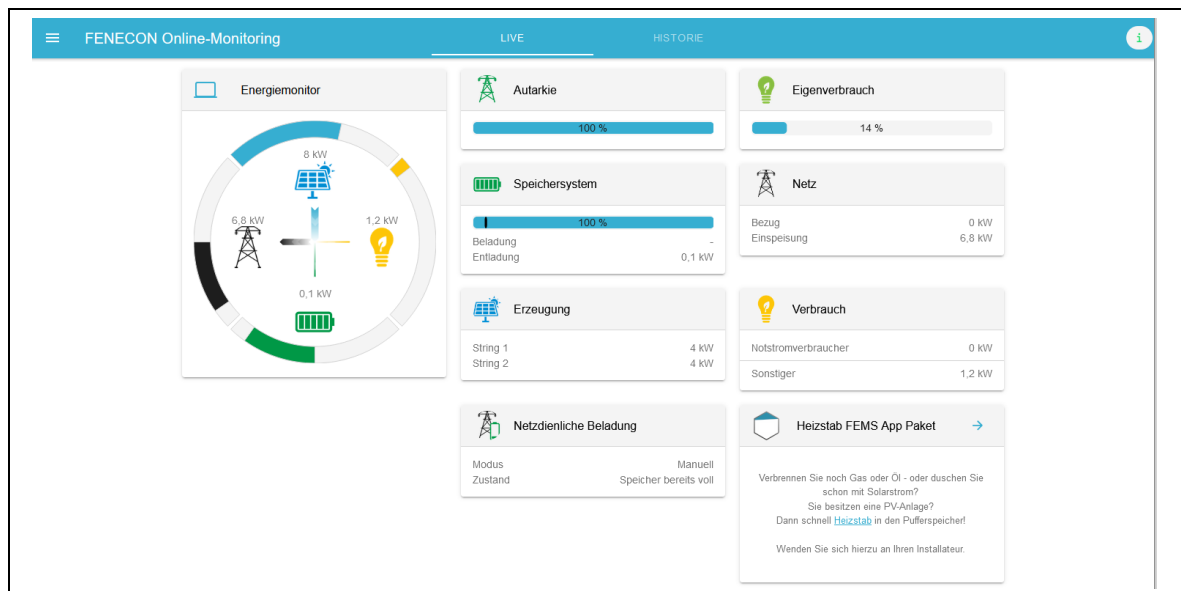 FENECON Online-Monitoring
LIVE
HISTORIE
i
Energiemonitor
8 kW
6,8 kW
1,2 kW
0,1 kW
Autarkie
100 %
Eigenverbrauch
14 %
Speichersystem
100 %
Beladung -
Entladung 0,1 kW
Netz
Bezug 0 kW
Einspeisung 6,8 kW
Erzeugung
String 1 4 kW
String 2 4 kW
Verbrauch
Notstromverbraucher 0 kW
Sonstiger 1,2 kW
Netzdienliche Beladung
Modus Manuell
Zustand Speicher bereits voll
Heizstab FEMS App Paket
Verbrennen Sie noch Gas oder Öl - oder duschen Sie
schon mit Solarstrom?
Sie besitzen eine PV-Anlage?
Dann schnell Heizstab in den Pufferspeicher!
Wenden Sie sich hierzu an Ihren Installateur.